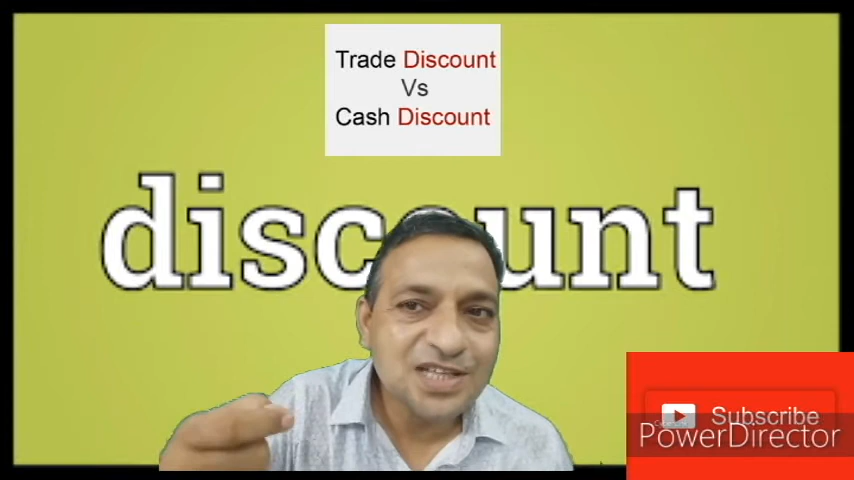 Trade Discount
Vs
Cash Discount
discount
Subscribe
PowerDirector